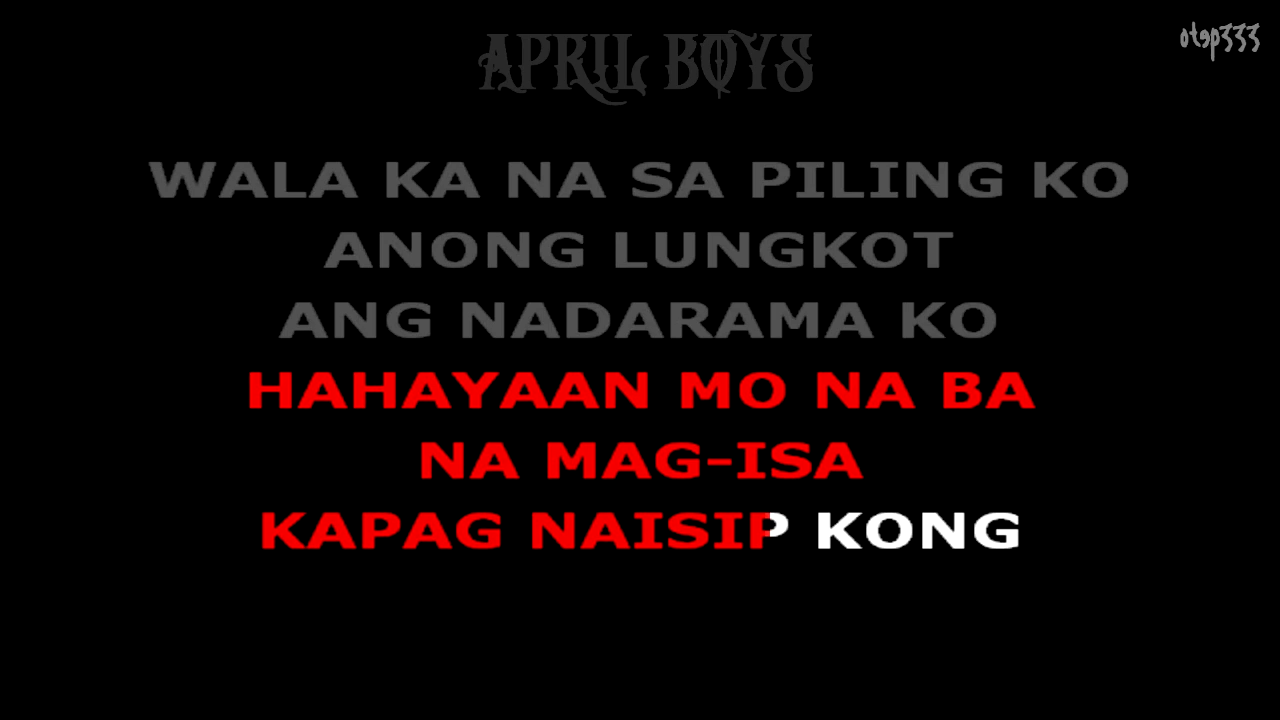 APRIL BOYS
otep333
WALA KA NA SA PILING KO
ANONG LUNGKOT
ANG NADARAMA KO
HAHAYAAN MO NA BA
NA MAG-ISA
KAPAG NAISIP KONG